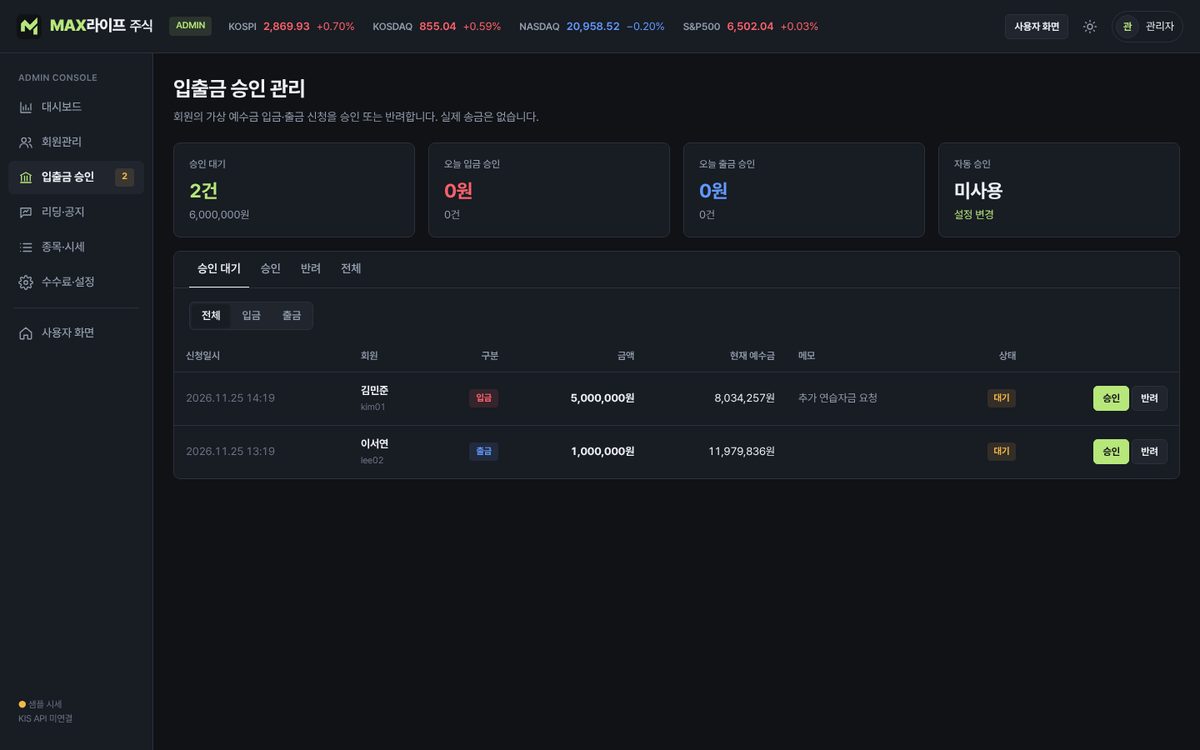 MAX라이프 주식 ADMIN KOSPI 2,869.93 +0.70% KOSDAQ 855.04 +0.59% NASDAQ 20,958.52 −0.20% S&P500 6,502.04 +0.03% 사용자 화면 관 관리자
ADMIN CONSOLE
대시보드
회원관리
입출금 승인 2
리딩·공지
종목·시세
수수료·설정
사용자 화면
샘플 시세
KIS API 미연결
입출금 승인 관리
회원의 가상 예수금 입금·출금 신청을 승인 또는 반려합니다. 실제 송금은 없습니다.
승인 대기
2건
6,000,000원
오늘 입금 승인
0원
0건
오늘 출금 승인
0원
0건
자동 승인
미사용
설정 변경
승인 대기 승인 반려 전체
전체 입금 출금
신청일시 회원 구분 금액 현재 예수금 메모 상태
2026.11.25 14:19 김민준 입금 5,000,000원 8,034,257원 추가 연습자금 요청 대기 승인 반려
kim01
2026.11.25 13:19 이서연 출금 1,000,000원 11,979,836원 대기 승인 반려
lee02